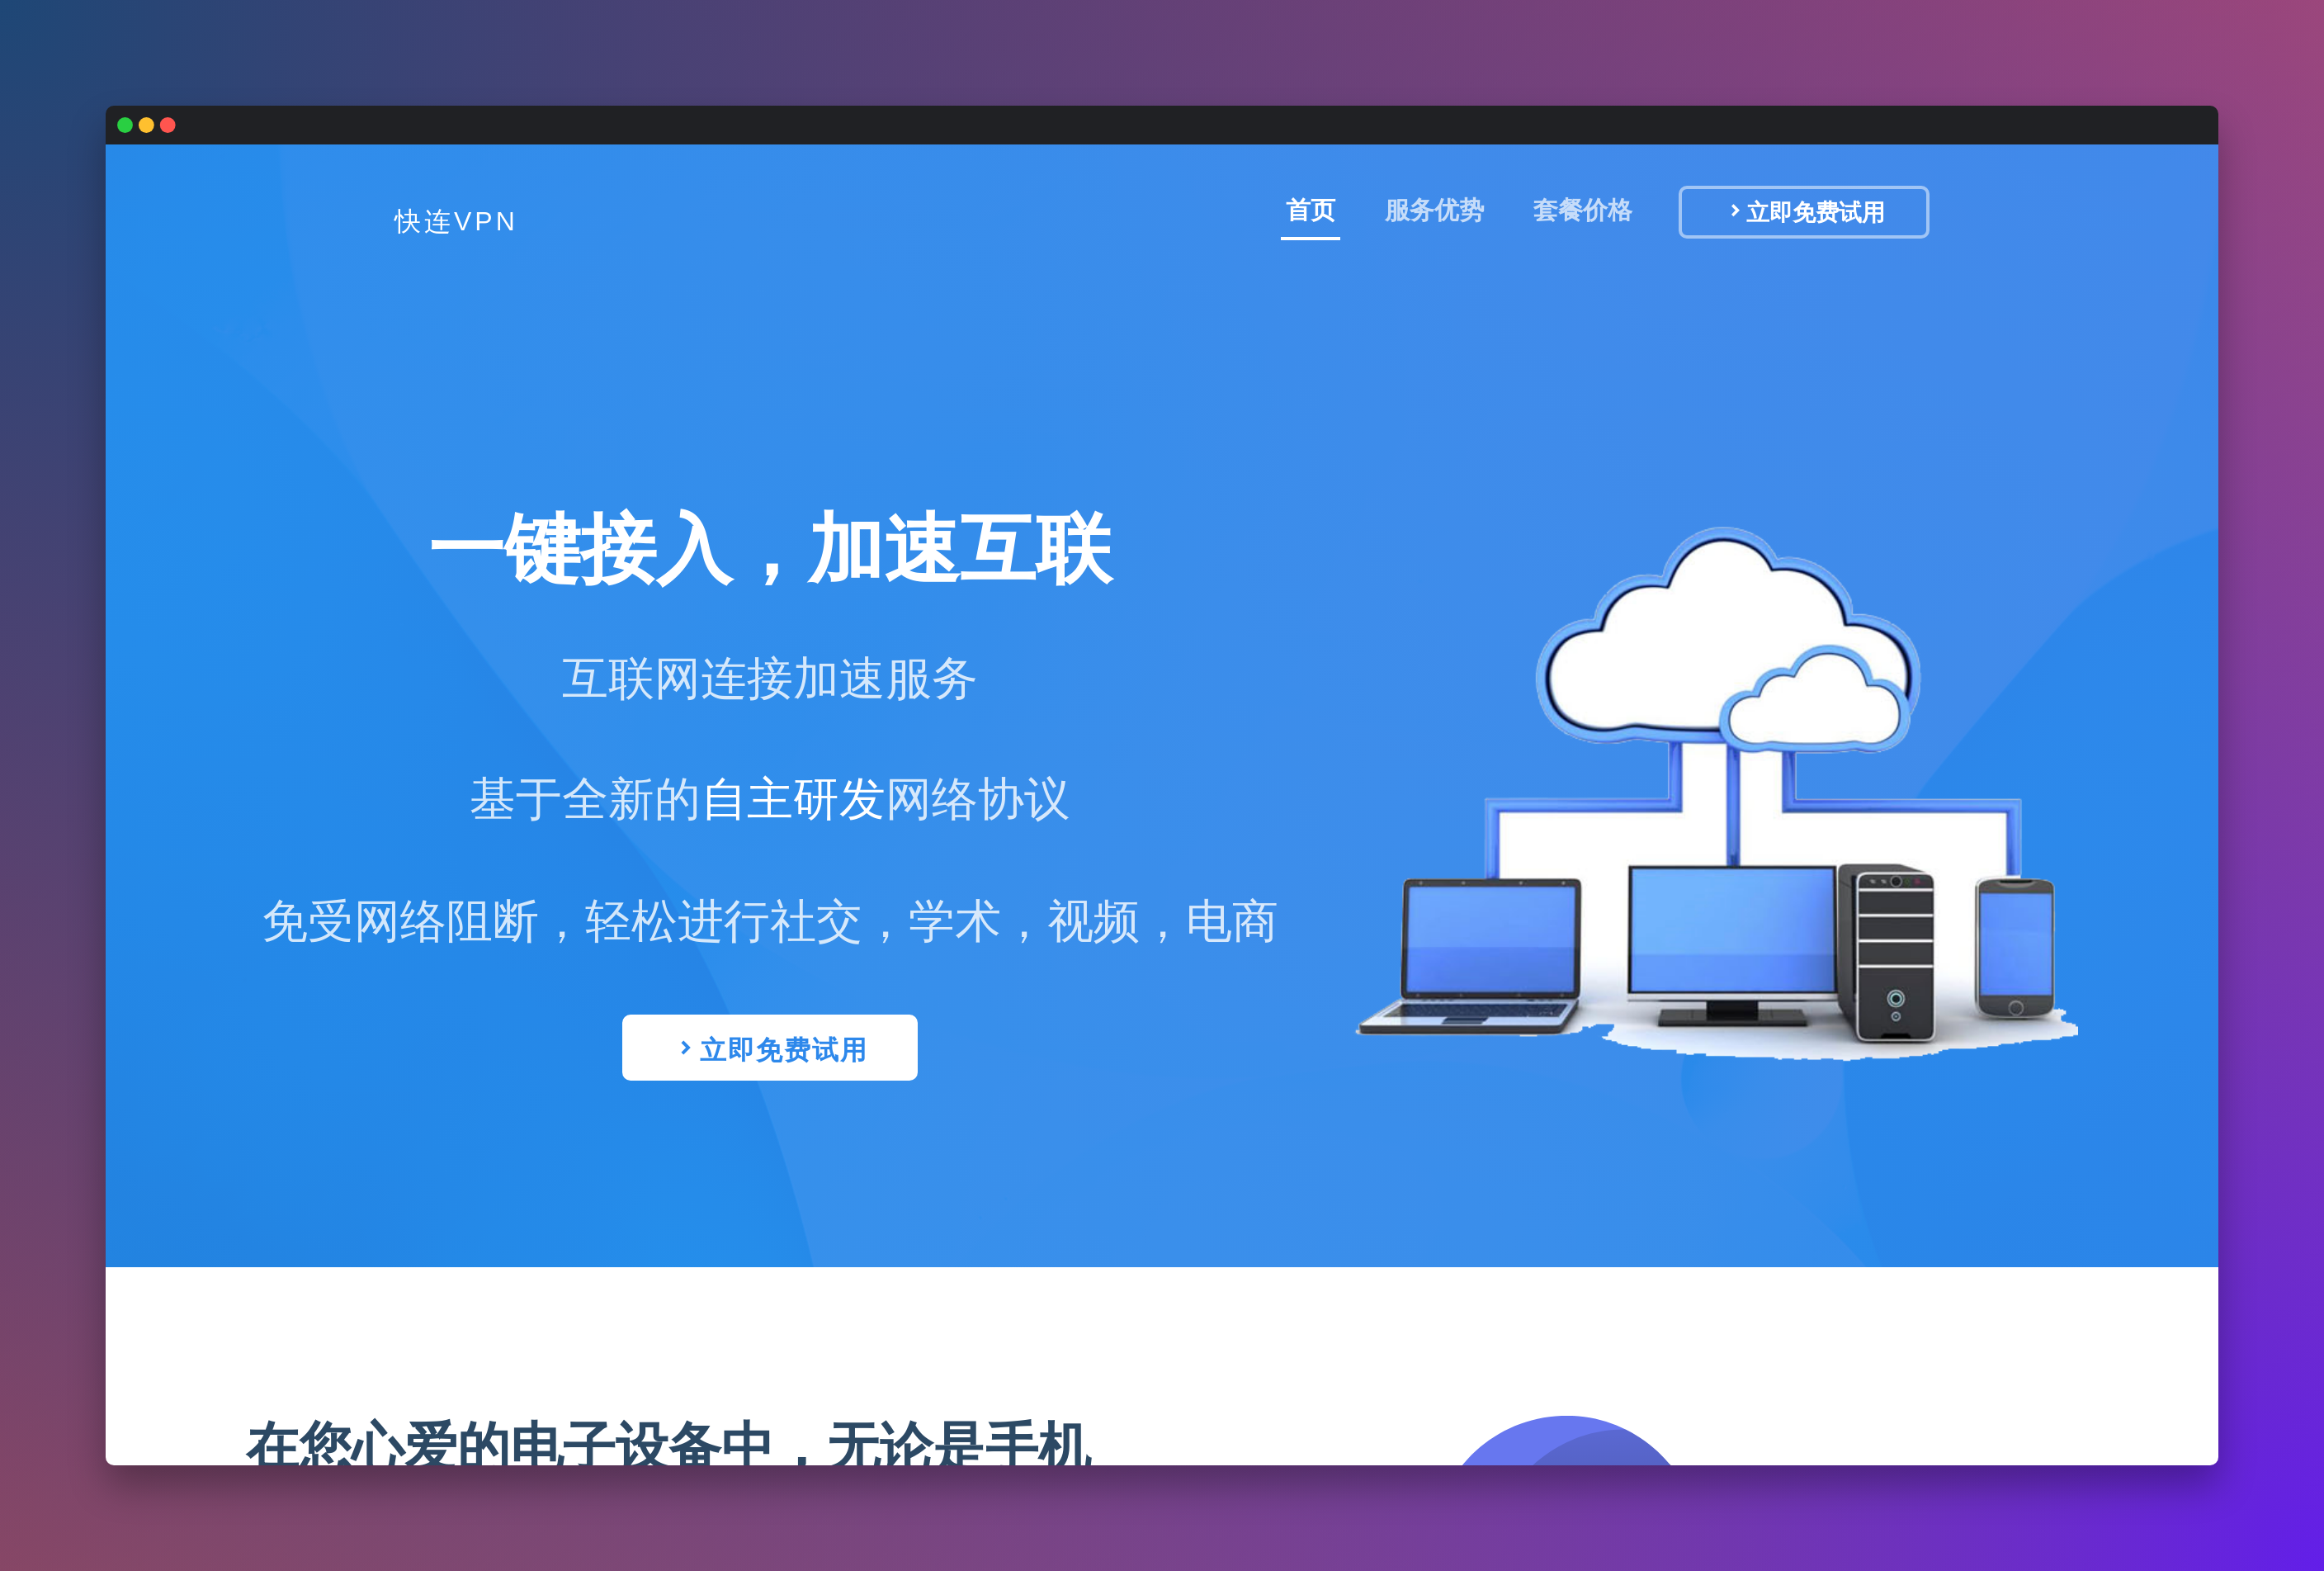 快连VPN
首页
服务优势
套餐价格
立即免费试用
一键接入，加速互联
互联网连接加速服务
基于全新的自主研发网络协议
免受网络阻断，轻松进行社交，学术，视频，电商
立即免费试用
在您心爱的电子设备中，无论是手机